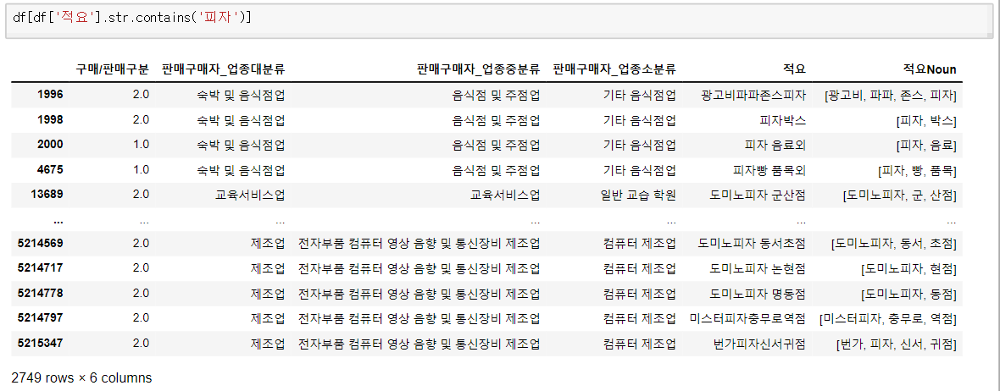 df[df['적요'].str.contains('피자')]
구매/판매구분 판매구매자_업종대분류 판매구매자_업종중분류 판매구매자_업종소분류 적요 적요Noun
1996 2.0 숙박 및 음식점업 음식점 및 주점업 기타 음식점업 광고비파파존스피자 [광고비, 파파, 존스, 피자]
1998 2.0 숙박 및 음식점업 음식점 및 주점업 기타 음식점업 피자박스 [피자, 박스]
2000 1.0 숙박 및 음식점업 음식점 및 주점업 기타 음식점업 피자 음료외 [피자, 음료]
4675 1.0 숙박 및 음식점업 음식점 및 주점업 기타 음식점업 피자빵 품목외 [피자, 빵, 품목]
13689 2.0 교육서비스업 교육서비스업 일반 교습 학원 도미노피자 군산점 [도미노피자, 군, 산점]
... ... ... ... ... ... ...
5214569 2.0 제조업 전자부품 컴퓨터 영상 음향 및 통신장비 제조업 컴퓨터 제조업 도미노피자 동서초점 [도미노피자, 동서, 초점]
5214717 2.0 제조업 전자부품 컴퓨터 영상 음향 및 통신장비 제조업 컴퓨터 제조업 도미노피자 논현점 [도미노피자, 현점]
5214778 2.0 제조업 전자부품 컴퓨터 영상 음향 및 통신장비 제조업 컴퓨터 제조업 도미노피자 명동점 [도미노피자, 동점]
5214797 2.0 제조업 전자부품 컴퓨터 영상 음향 및 통신장비 제조업 컴퓨터 제조업 미스터피자충무로역점 [미스터피자, 충무로, 역점]
5215347 2.0 제조업 전자부품 컴퓨터 영상 음향 및 통신장비 제조업 컴퓨터 제조업 번가피자신서귀점 [번가, 피자, 신서, 귀점]
2749 rows × 6 columns